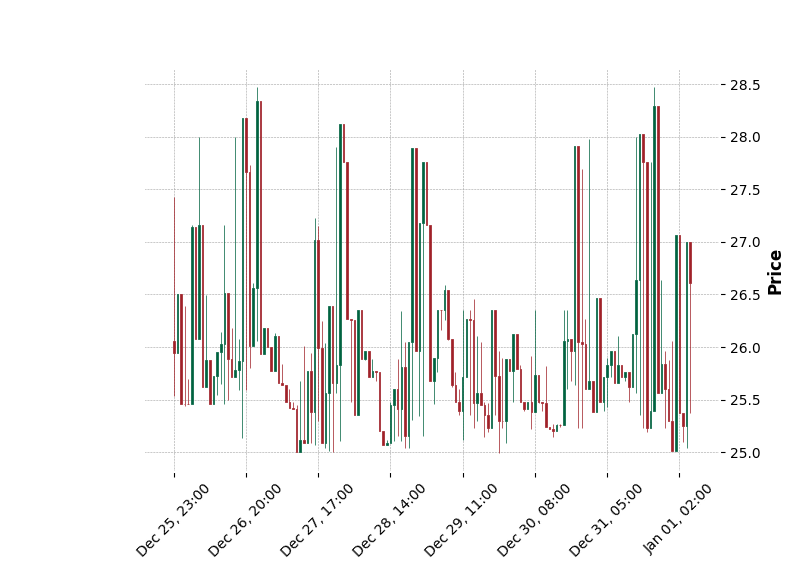 28.5
28.0
27.5
27.0
26.5
26.0
25.5
25.0
Price
Dec 25, 23:00
Dec 26, 20:00
Dec 27, 17:00
Dec 28, 14:00
Dec 29, 11:00
Dec 30, 08:00
Dec 31, 05:00
Jan 01, 02:00